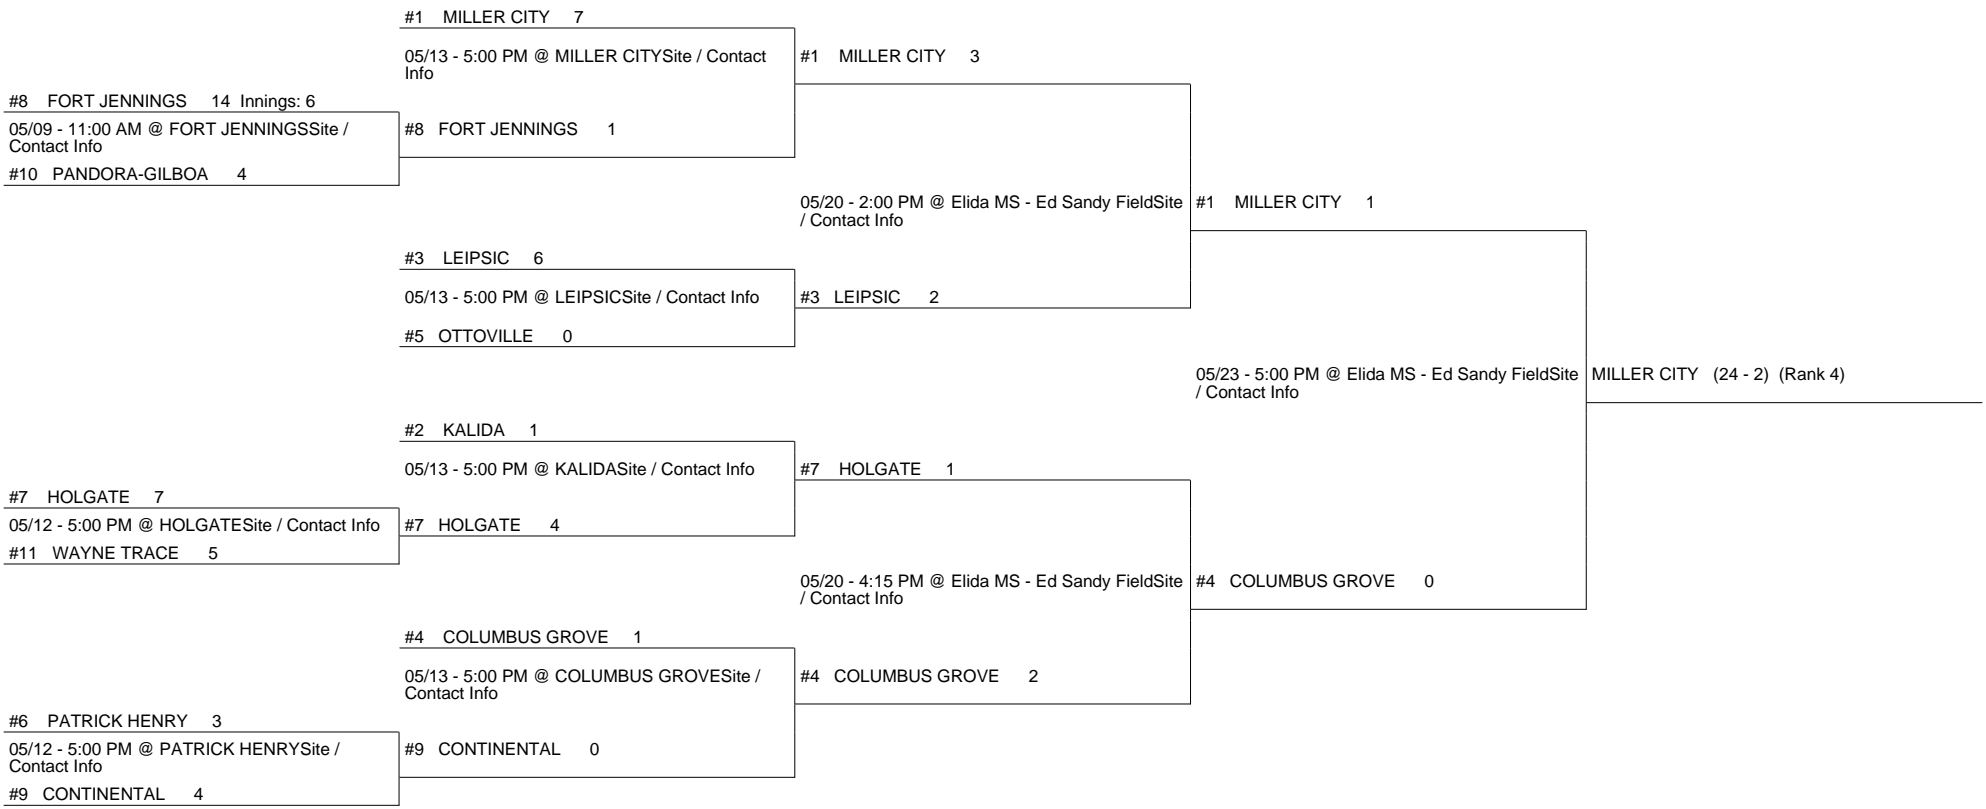 #1 MILLER CITY 7
05/13 - 5:00 PM @ MILLER CITYSite / Contact
Info
#8 FORT JENNINGS 14 Innings: 6
05/09 - 11:00 AM @ FORT JENNINGSSite /
Contact Info
#10 PANDORA-GILBOA 4
#8 FORT JENNINGS 1
#1 MILLER CITY 3
05/20 - 2:00 PM @ Elida MS - Ed Sandy FieldSite
/ Contact Info
#3 LEIPSIC 6
05/13 - 5:00 PM @ LEIPSICSite / Contact Info
#5 OTTOVILLE 0
#3 LEIPSIC 2
#1 MILLER CITY 1
05/23 - 5:00 PM @ Elida MS - Ed Sandy FieldSite
/ Contact Info
MILLER CITY (24 - 2) (Rank 4)
#2 KALIDA 1
05/13 - 5:00 PM @ KALIDASite / Contact Info
#7 HOLGATE 7
05/12 - 5:00 PM @ HOLGATESite / Contact Info
#11 WAYNE TRACE 5
#7 HOLGATE 4
#7 HOLGATE 1
05/20 - 4:15 PM @ Elida MS - Ed Sandy FieldSite
/ Contact Info
#4 COLUMBUS GROVE 0
#4 COLUMBUS GROVE 1
05/13 - 5:00 PM @ COLUMBUS GROVESite /
Contact Info
#4 COLUMBUS GROVE 2
#6 PATRICK HENRY 3
05/12 - 5:00 PM @ PATRICK HENRYSite /
Contact Info
#9 CONTINENTAL 4
#9 CONTINENTAL 0